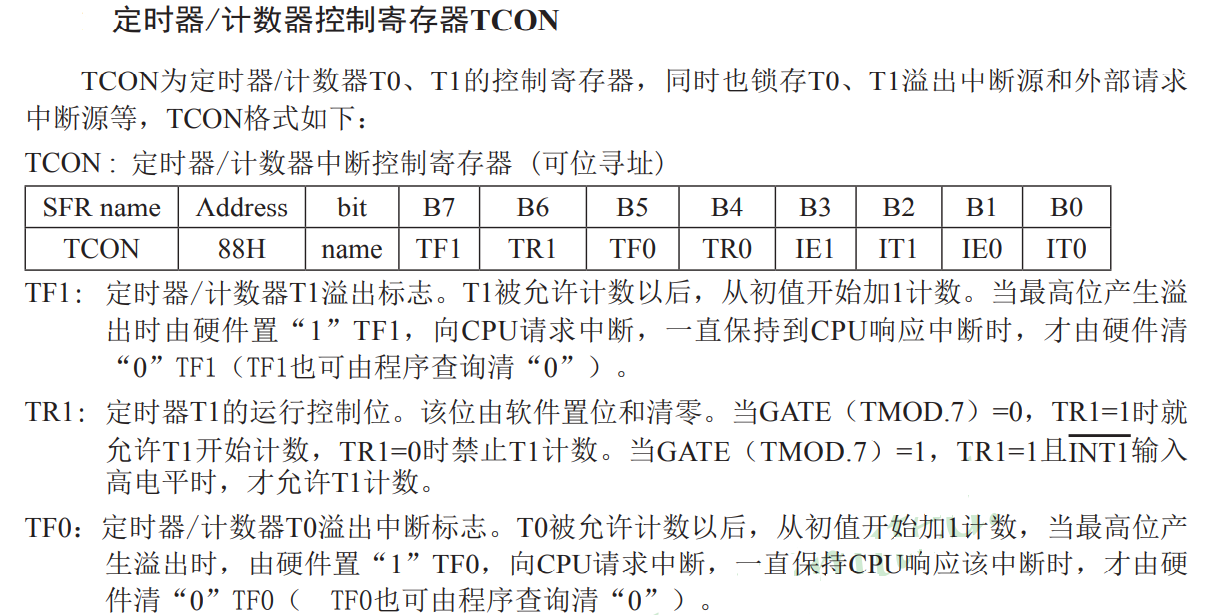 定时器/计数器控制寄存器TCON
TCON为定时器/计数器T0、T1的控制寄存器，同时也锁存T0、T1溢出中断源和外部请求
中断源等，TCON格式如下：
TCON : 定时器/计数器中断控制寄存器 (可位寻址)
SFR name Address bit B7 B6 B5 B4 B3 B2 B1 B0
TCON 88H name TF1 TR1 TF0 TR0 IE1 IT1 IE0 IT0
TF1: 定时器/计数器T1溢出标志。T1被允许计数以后，从初值开始加1计数。当最高位产生溢
出时由硬件置“1”TF1，向CPU请求中断，一直保持到CPU响应中断时，才由硬件清
“0”TF1（TF1也可由程序查询清“0”）。
TR1: 定时器T1的运行控制位。该位由软件置位和清零。当GATE（TMOD.7）=0，TR1=1时就
允许T1开始计数，TR1=0时禁止T1计数。当GATE（TMOD.7）=1，TR1=1且INT1输入
高电平时，才允许T1计数。
TF0: 定时器/计数器T0溢出中断标志。T0被允许计数以后，从初值开始加1计数，当最高位产
生溢出时，由硬件置“1”TF0，向CPU请求中断，一直保持CPU响应该中断时，才由硬
件清“0”TF0（ TF0也可由程序查询清“0”）。